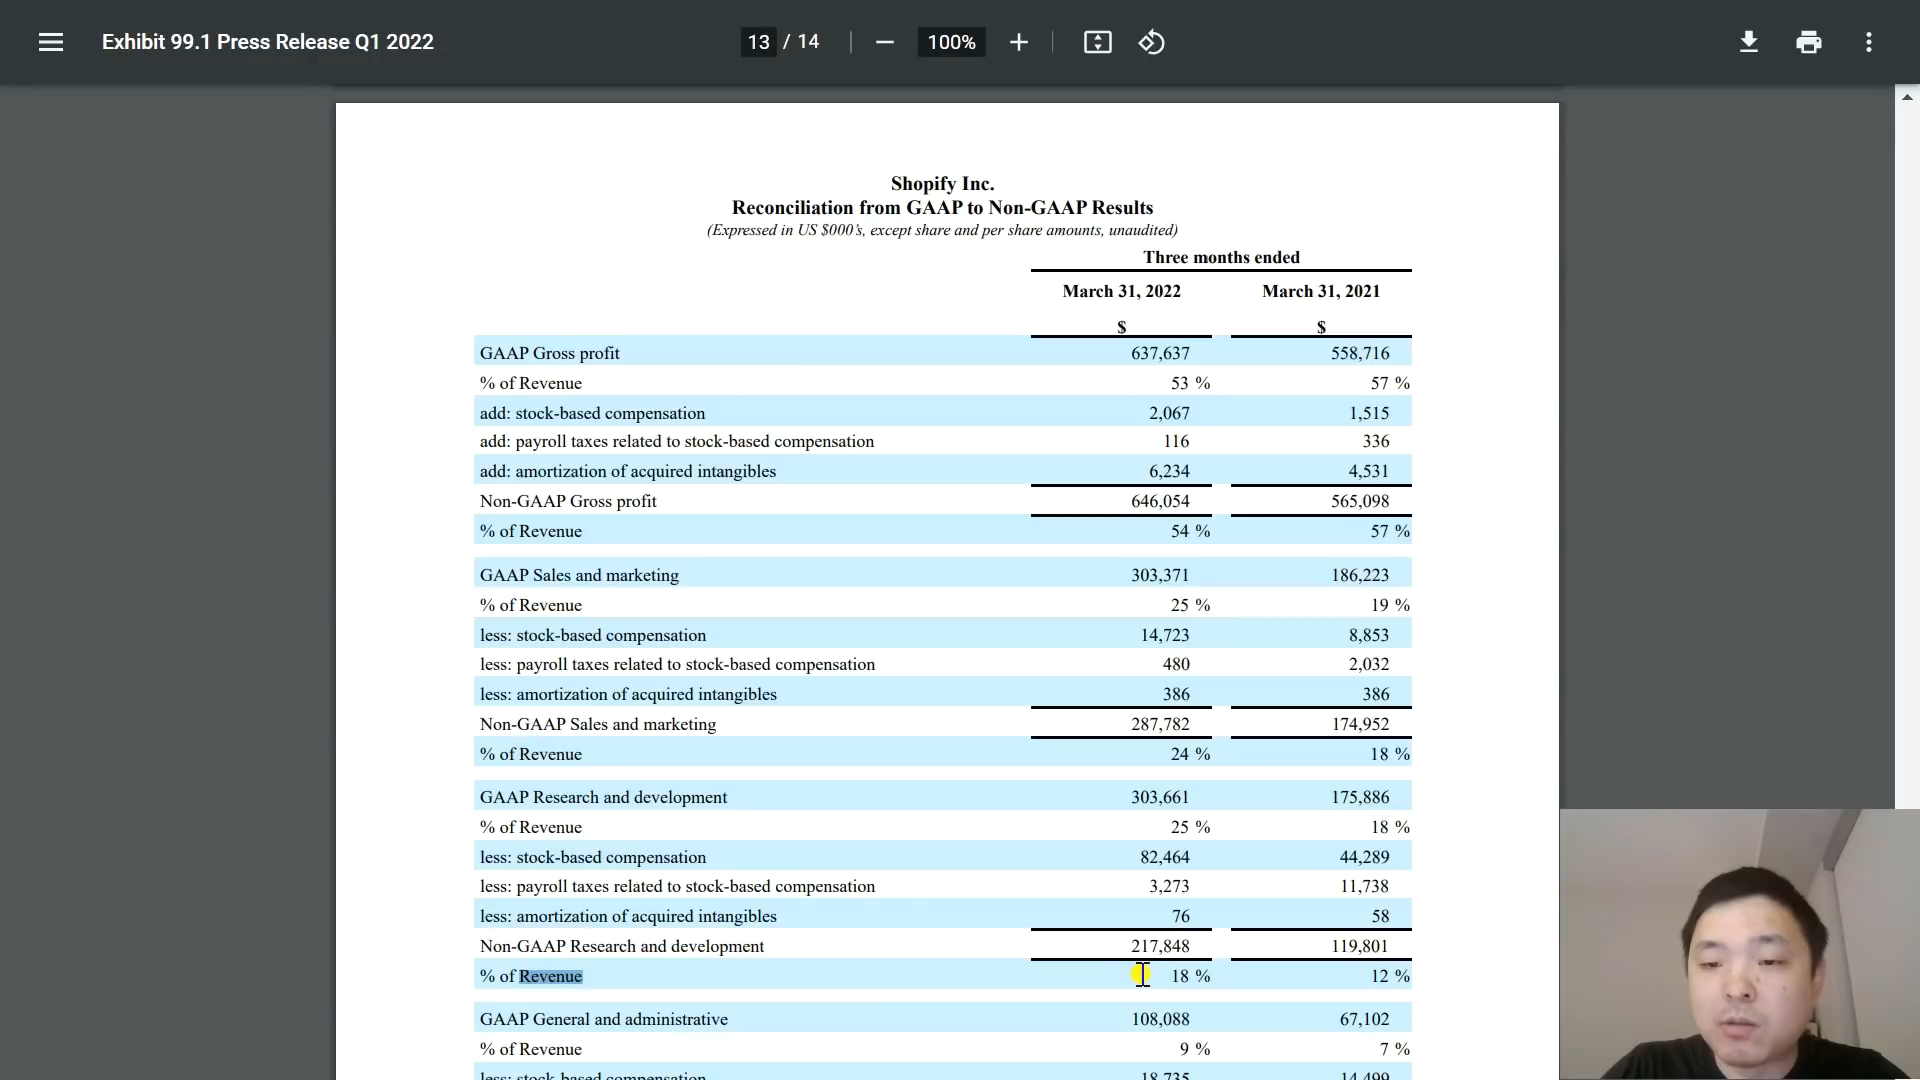 Exhibit 99.1 Press Release Q1 2022
13 / 14
100%
Shopify Inc.
Reconciliation from GAAP to Non-GAAP Results
(Expressed in US $000's, except share and per share amounts, unaudited)
Three months ended
March 31, 2022 March 31, 2021
$ $
GAAP Gross profit 637,637 558,716
% of Revenue 53 % 57 %
add: stock-based compensation 2,067 1,515
add: payroll taxes related to stock-based compensation 116 336
add: amortization of acquired intangibles 6,234 4,531
Non-GAAP Gross profit 646,054 565,098
% of Revenue 54 % 57 %
GAAP Sales and marketing 303,371 186,223
% of Revenue 25 % 19 %
less: stock-based compensation 14,723 8,853
less: payroll taxes related to stock-based compensation 480 2,032
less: amortization of acquired intangibles 386 386
Non-GAAP Sales and marketing 287,782 174,952
% of Revenue 24 % 18 %
GAAP Research and development 303,661 175,886
% of Revenue 25 % 18 %
less: stock-based compensation 82,464 44,289
less: payroll taxes related to stock-based compensation 3,273 11,738
less: amortization of acquired intangibles 76 58
Non-GAAP Research and development 217,848 119,801
% of Revenue 18 % 12 %
GAAP General and administrative 108,088 67,102
% of Revenue 9 % 7 %
less: stock-based compensation 18,735 14,499